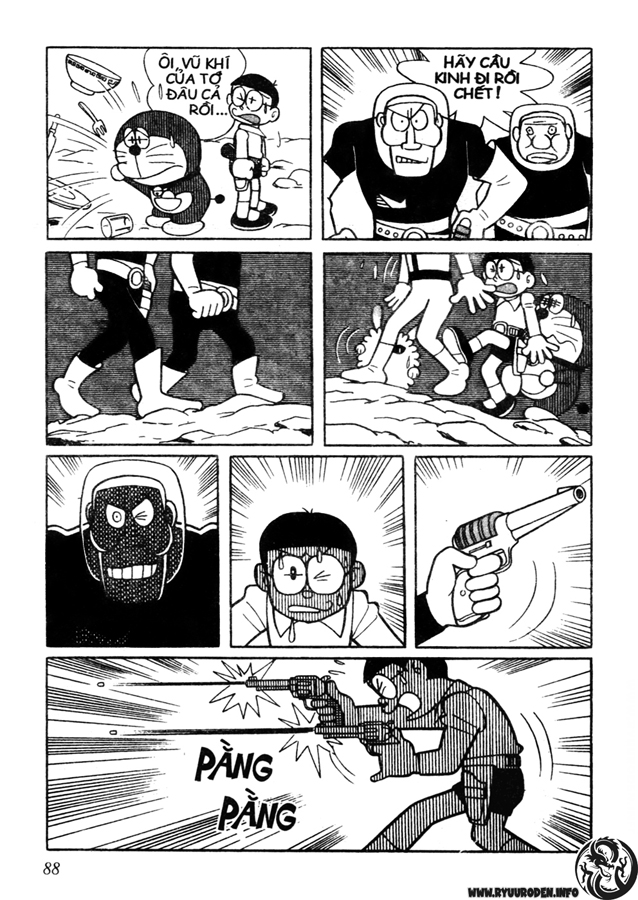 ÔI, VŨ KHÍ
CỦA TỚ
ĐÂU CẢ
RỒI...
HÃY CẦU
KINH ĐI RỒI
CHẾT!
PẰNG
PẰNG
88
WWW.RYUURODEN.INFO